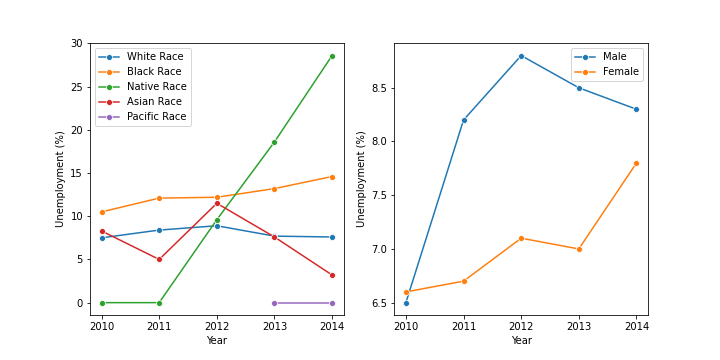 White Race
Black Race
Native Race
Asian Race
Pacific Race
Unemployment (%)
30
25
20
15
10
5
0
2010 2011 2012 2013 2014
Year
Male
Female
Unemployment (%)
8.5
8.0
7.5
7.0
6.5
2010 2011 2012 2013 2014
Year